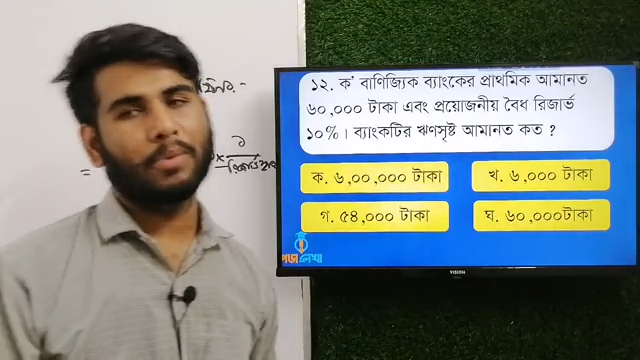 ১২. ক' বাণিজ্যিক ব্যাংকের প্রাথমিক আমানত
৬০,০০০ টাকা এবং প্রয়োজনীয় বৈধ রিজার্ভ
১০%। ব্যাংকটির ঋণসৃষ্ট আমানত কত ?
ক. ৬,০০,০০০ টাকা
খ. ৬,০০০ টাকা
গ. ৫৪,০০০ টাকা
ঘ. ৬০,০০০টাকা
VISION
= × ১